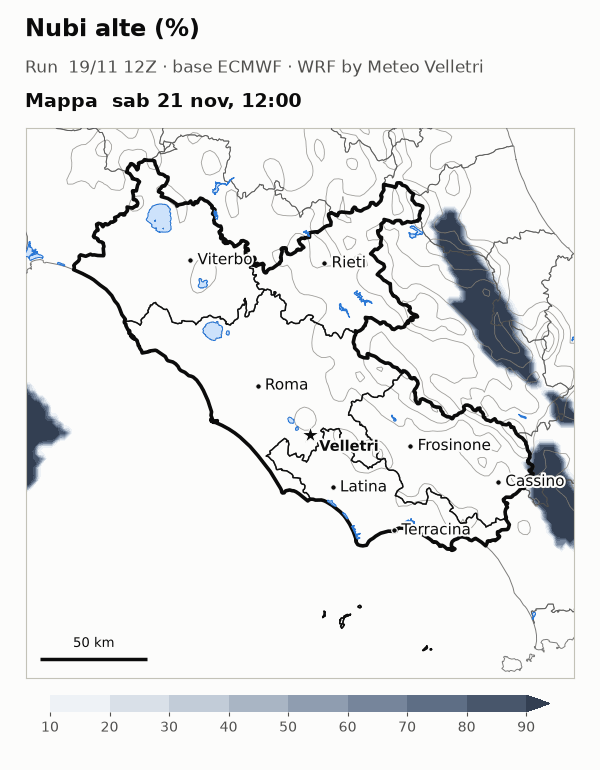 Nubi alte (%)
Run  19/11 12Z · base ECMWF · WRF by Meteo Velletri
Mappa  sab 21 nov, 12:00
Viterbo
Rieti
Roma
Velletri
Frosinone
Cassino
Latina
Terracina
50 km
10 20 30 40 50 60 70 80 90